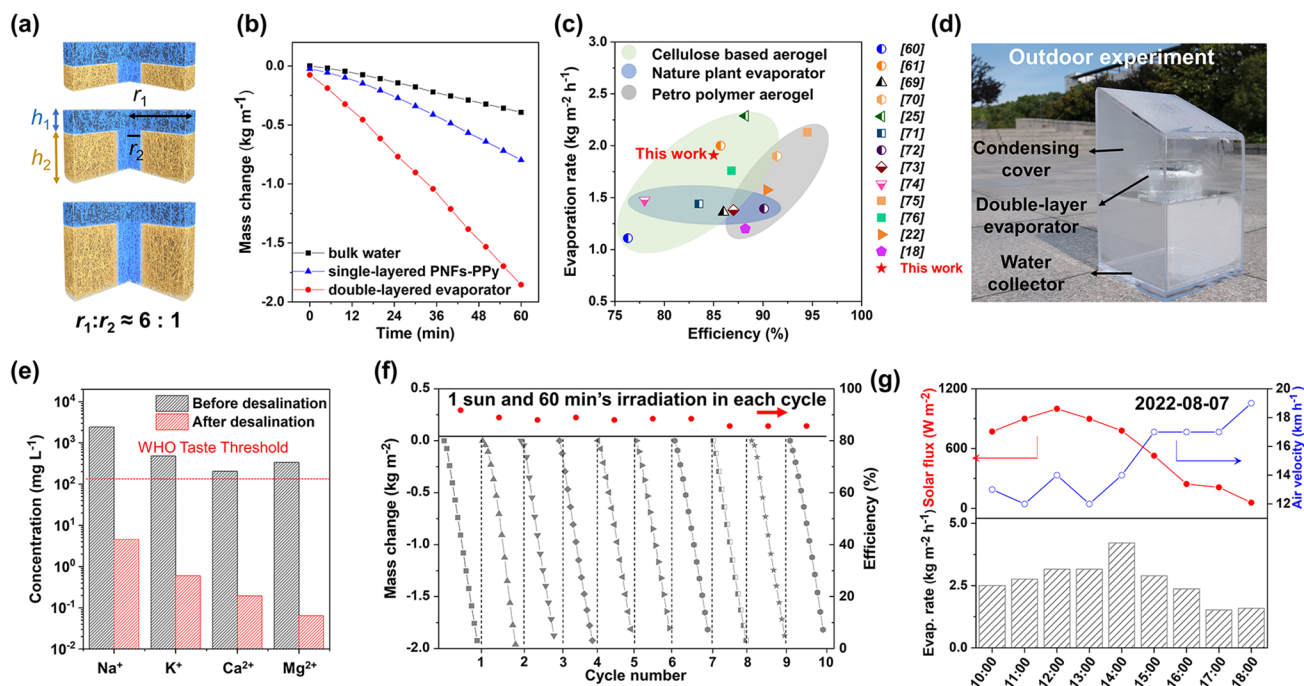 (a)
r1
h1
r2
h2
r1:r2 ≈ 6 : 1
(b)
Mass change (kg m-1)
0.0
-0.5
-1.0
-1.5
-2.0
bulk water
single-layered PNFs-PPy
double-layered evaporator
0 12 24 36 48 60
Time (min)
(c)
Evaporation rate (kg m-2 h-1)
3.0
2.5
2.0
1.5
1.0
0.5
Cellulose based aerogel
Nature plant evaporator
Petro polymer aerogel
This work
75 80 85 90 95 100
Efficiency (%)
[60]
[61]
[69]
[70]
[25]
[71]
[72]
[73]
[74]
[75]
[76]
[22]
[18]
This work
(d)
Outdoor experiment
Condensing
cover
Double-layer
evaporator
Water
collector
(e)
Concentration (mg L-1)
10^4
10^3
10^2
10^1
10^0
10^-1
10^-2
Before desalination
After desalination
WHO Taste Threshold
Na+ K+ Ca2+ Mg2+
(f)
Mass change (kg m-2)
0.5
0.0
-0.5
-1.0
-1.5
-2.0
1 sun and 60 min's irradiation in each cycle
100
80
60
40
20
0
Efficiency (%)
1 2 3 4 5 6 7 8 9 10
Cycle number
(g)
Solar flux (W m-2)
1200
900
600
300
0
2022-08-07
20
18
16
14
12
Air velocity (km h-1)
Evap. rate (kg m-2 h-1)
5.0
2.5
0.0
10:00 11:00 12:00 13:00 14:00 15:00 16:00 17:00 18:00